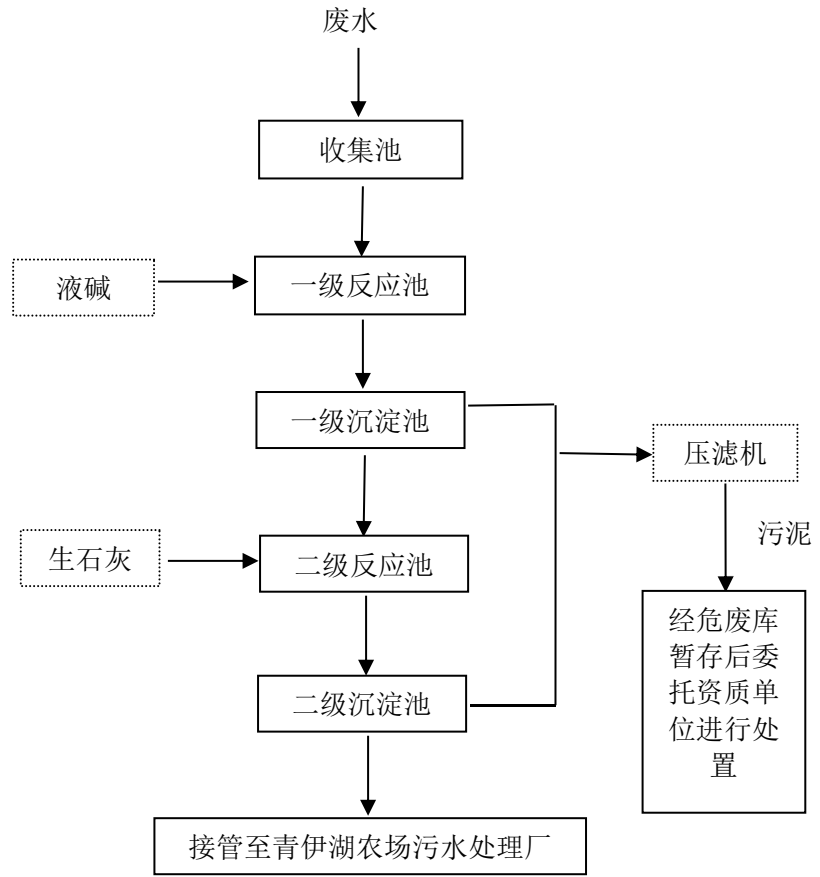 废水
收集池
液碱
一级反应池
一级沉淀池
压滤机
污泥
生石灰
二级反应池
经危废库
暂存后委
托资质单
位进行处
置
二级沉淀池
接管至青伊湖农场污水处理厂